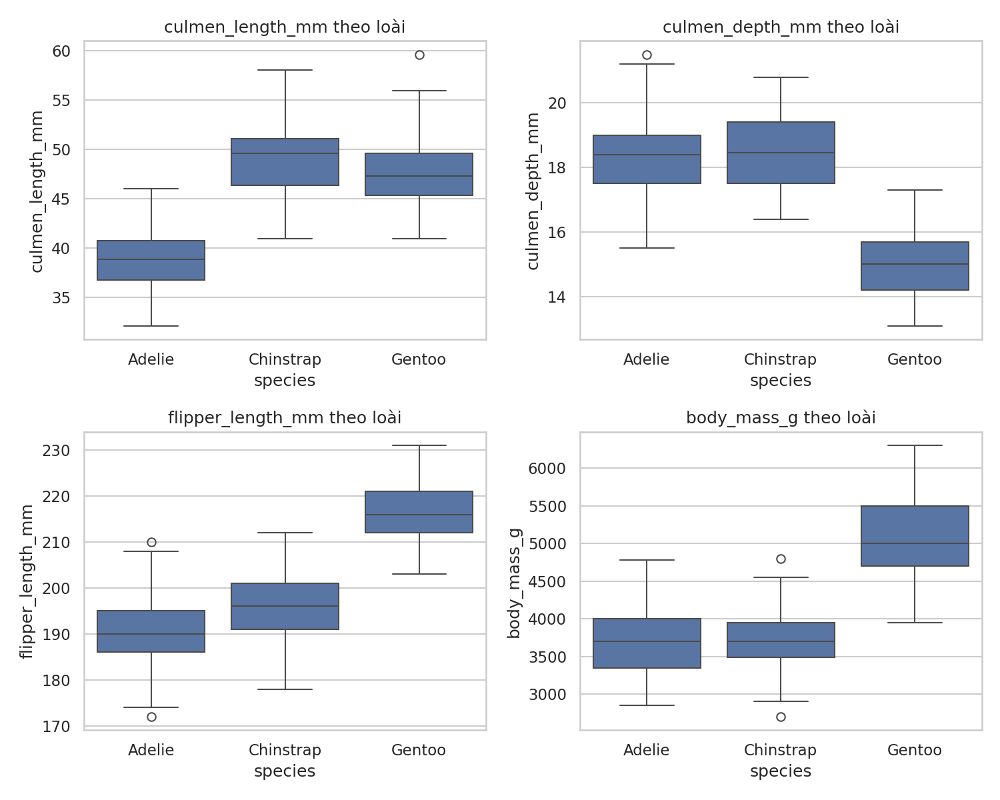 culmen_length_mm theo loài
culmen_length_mm
60
55
50
45
40
35
Adelie
Chinstrap
Gentoo
species
culmen_depth_mm theo loài
culmen_depth_mm
20
18
16
14
Adelie
Chinstrap
Gentoo
species
flipper_length_mm theo loài
flipper_length_mm
230
220
210
200
190
180
170
Adelie
Chinstrap
Gentoo
species
body_mass_g theo loài
body_mass_g
6000
5500
5000
4500
4000
3500
3000
Adelie
Chinstrap
Gentoo
species